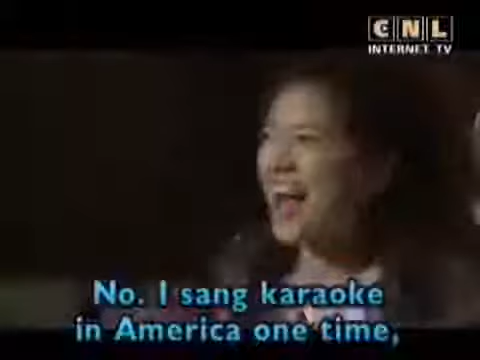 CNL
INTERNET TV
No. I sang karaoke
in America one time,